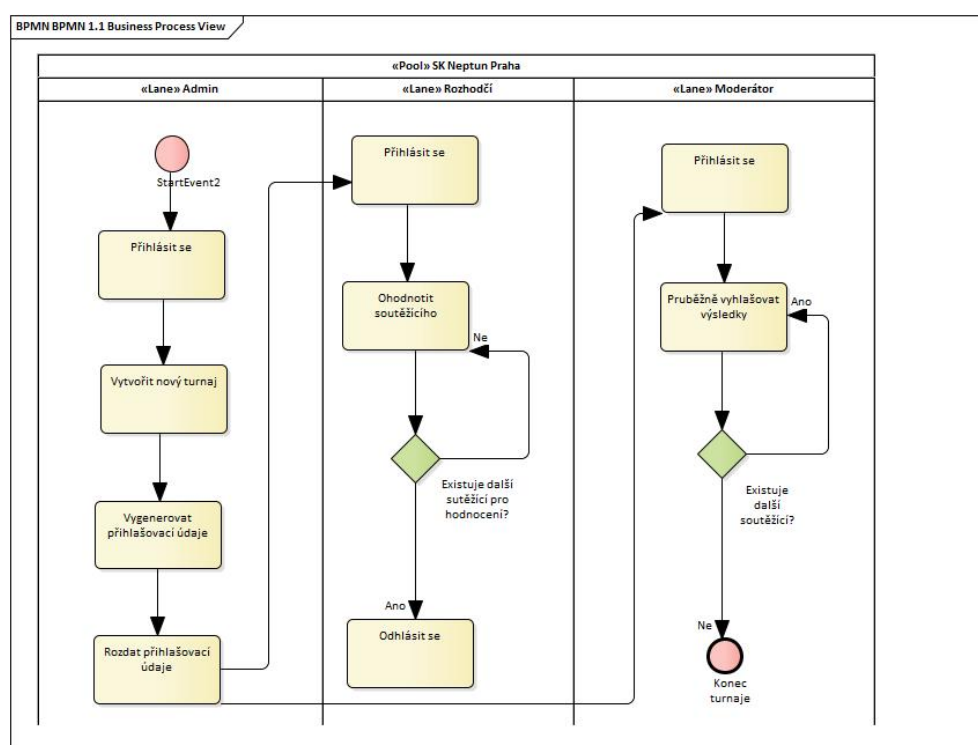 BPMN BPMN 1.1 Business Process View
«Pool» SK Neptun Praha
«Lane» Admin
«Lane» Rozhodčí
«Lane» Moderátor
StartEvent2
Přihlásit se
Vytvořit nový turnaj
Vygenerovat
přihlašovací údaje
Rozdat přihlašovací
údaje
Přihlásit se
Ohodnotit
soutěžícího
Ne
Existuje další
sutěžící pro
hodnocení?
Ano
Odhlásit se
Přihlásit se
Pruběžně vyhlašovat
výsledky
Ano
Existuje
další
soutěžící?
Ne
Konec
turnaje